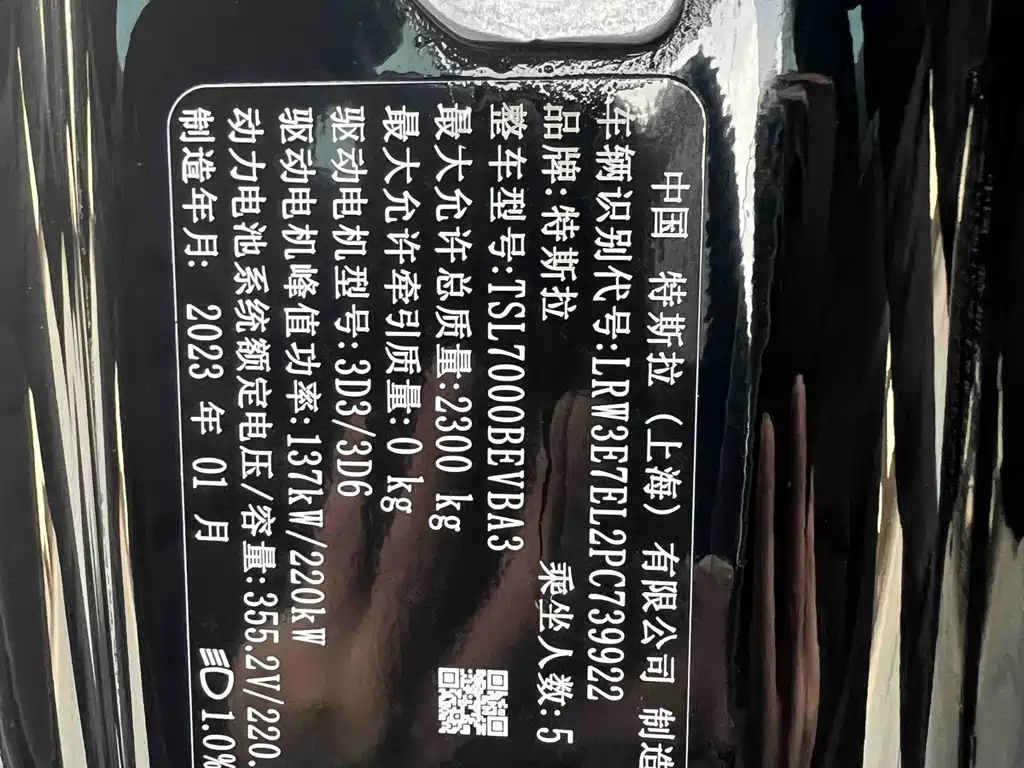 中国 特斯拉（上海）有限公司 制造
车辆识别代号:LRW3E7EL2PC739922
品牌:特斯拉 乘坐人数:5
整车型号:TSL7000BEVBA3
最大允许总质量:2300 kg
最大允许牵引质量:0 kg
驱动电机型号:3D3/3D6
驱动电机峰值功率:137kW/220kW
动力电池系统额定电压/容量:355.2V/220.
制造年月: 2023 年 01 月 1.0%